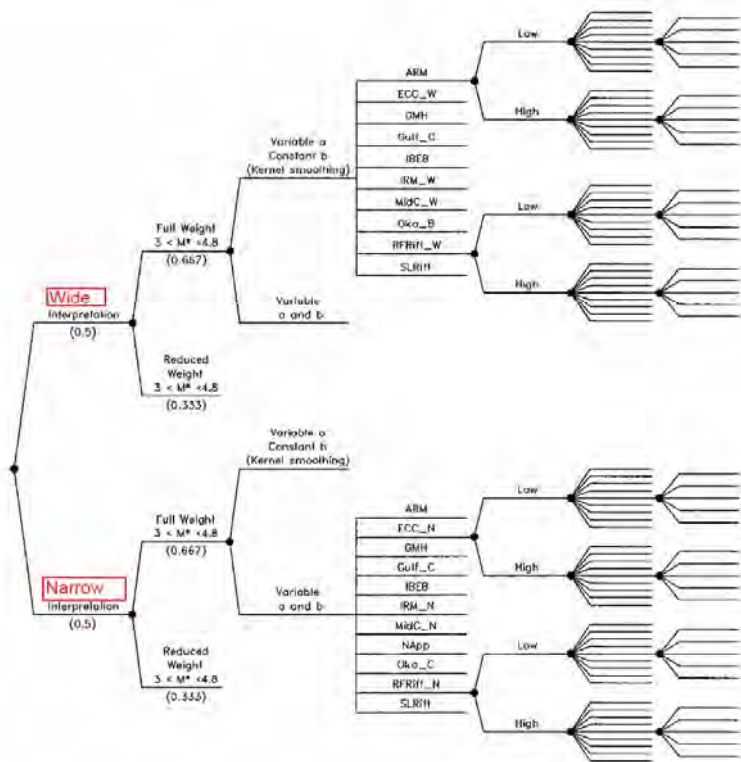 Low
ARM
ECC_W
High
GMH
Variable a
Constant b
(Kernel smoothing)
Gulf_C
IBEB
IRM_W
MidC_W
Low
Full Weight
3 < M* <4.8
(0.667)
Oka_B
RFRift_W
SLRift
High
Wide
Interpretation
(0.5)
Variable
a and b
Reduced
Weight
3 < M* <4.8
(0.333)
Variable a
Constant b
(Kernel smoothing)
Low
ARM
Full Weight
3 < M* <4.8
(0.667)
ECC_N
GMH
Gulf_C
High
IBEB
Narrow
Interpretation
(0.5)
Variable
a and b
IRM_N
MidC_N
NApp
Low
Reduced
Weight
3 < M* <4.8
(0.333)
Oka_C
RFRift_N
SLRift
High